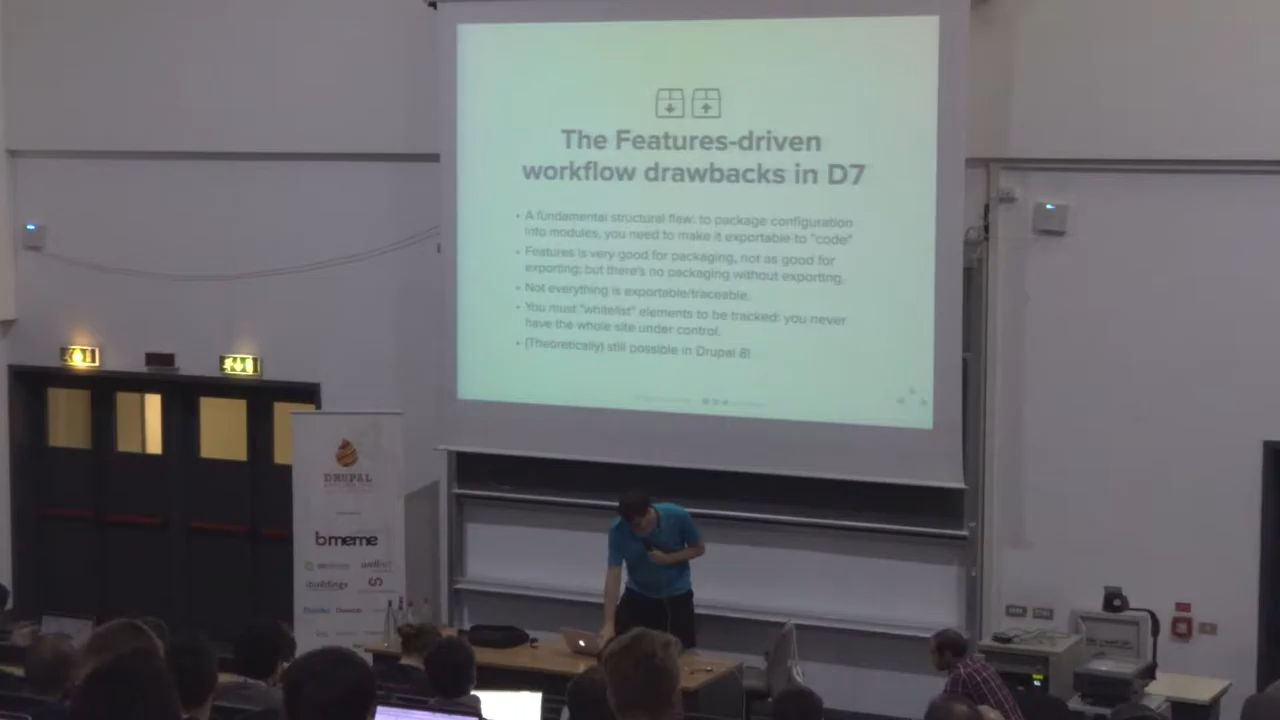 The Features-driven
workflow drawbacks in D7
• A fundamental structural flaw: to package configuration
into modules, you need to make it exportable to "code"
• Features is very good for packaging, not as good for
exporting; but there's no packaging without exporting.
• Not everything is exportable/traceable.
• You must "whitelist" elements to be tracked: you never
have the whole site under control.
• (Theoretically) still possible in Drupal 8!
DRUPAL
bmeme
wellnet
ibuildings